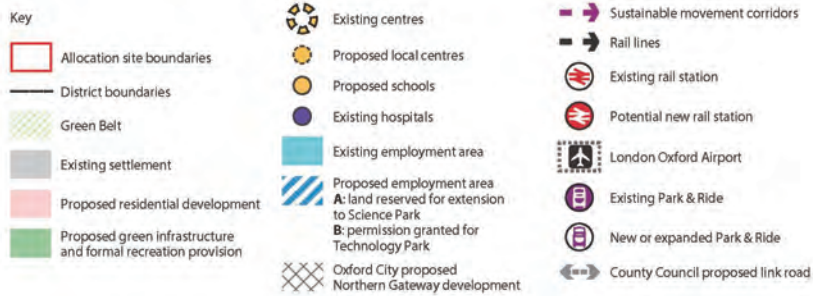 Key
Allocation site boundaries
District boundaries
Green Belt
Existing settlement
Proposed residential development
Proposed green infrastructure
and formal recreation provision
Existing centres
Proposed local centres
Proposed schools
Existing hospitals
Existing employment area
Proposed employment area
A: land reserved for extension
to Science Park
B: permission granted for
Technology Park
Oxford City proposed
Northern Gateway development
Sustainable movement corridors
Rail lines
Existing rail station
Potential new rail station
London Oxford Airport
Existing Park & Ride
New or expanded Park & Ride
County Council proposed link road